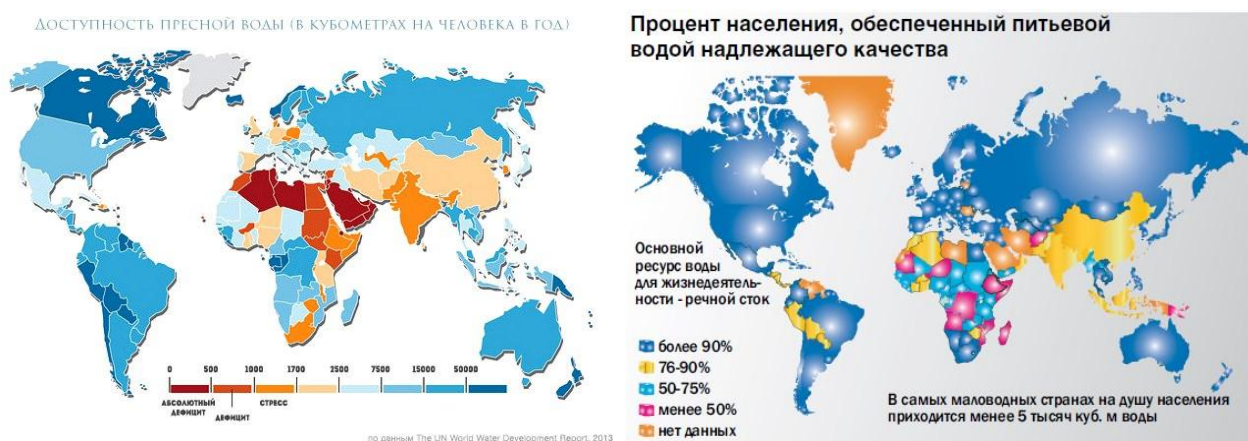 ДОСТУПНОСТЬ ПРЕСНОЙ ВОДЫ (В КУБОМЕТРАХ НА ЧЕЛОВЕКА В ГОД)
0 500 1000 1700 2500 7500 15000 50000
АБСОЛЮТНЫЙ
ДЕФИЦИТ
ДЕФИЦИТ
СТРЕСС
по данным The UN World Water Development Report, 2013
Процент населения, обеспеченный питьевой
водой надлежащего качества
Основной
ресурс воды
для жизнедеятель-
ности - речной сток
более 90%
76-90%
50-75%
менее 50%
нет данных
В самых маловодных странах на душу населения
приходится менее 5 тысяч куб. м воды